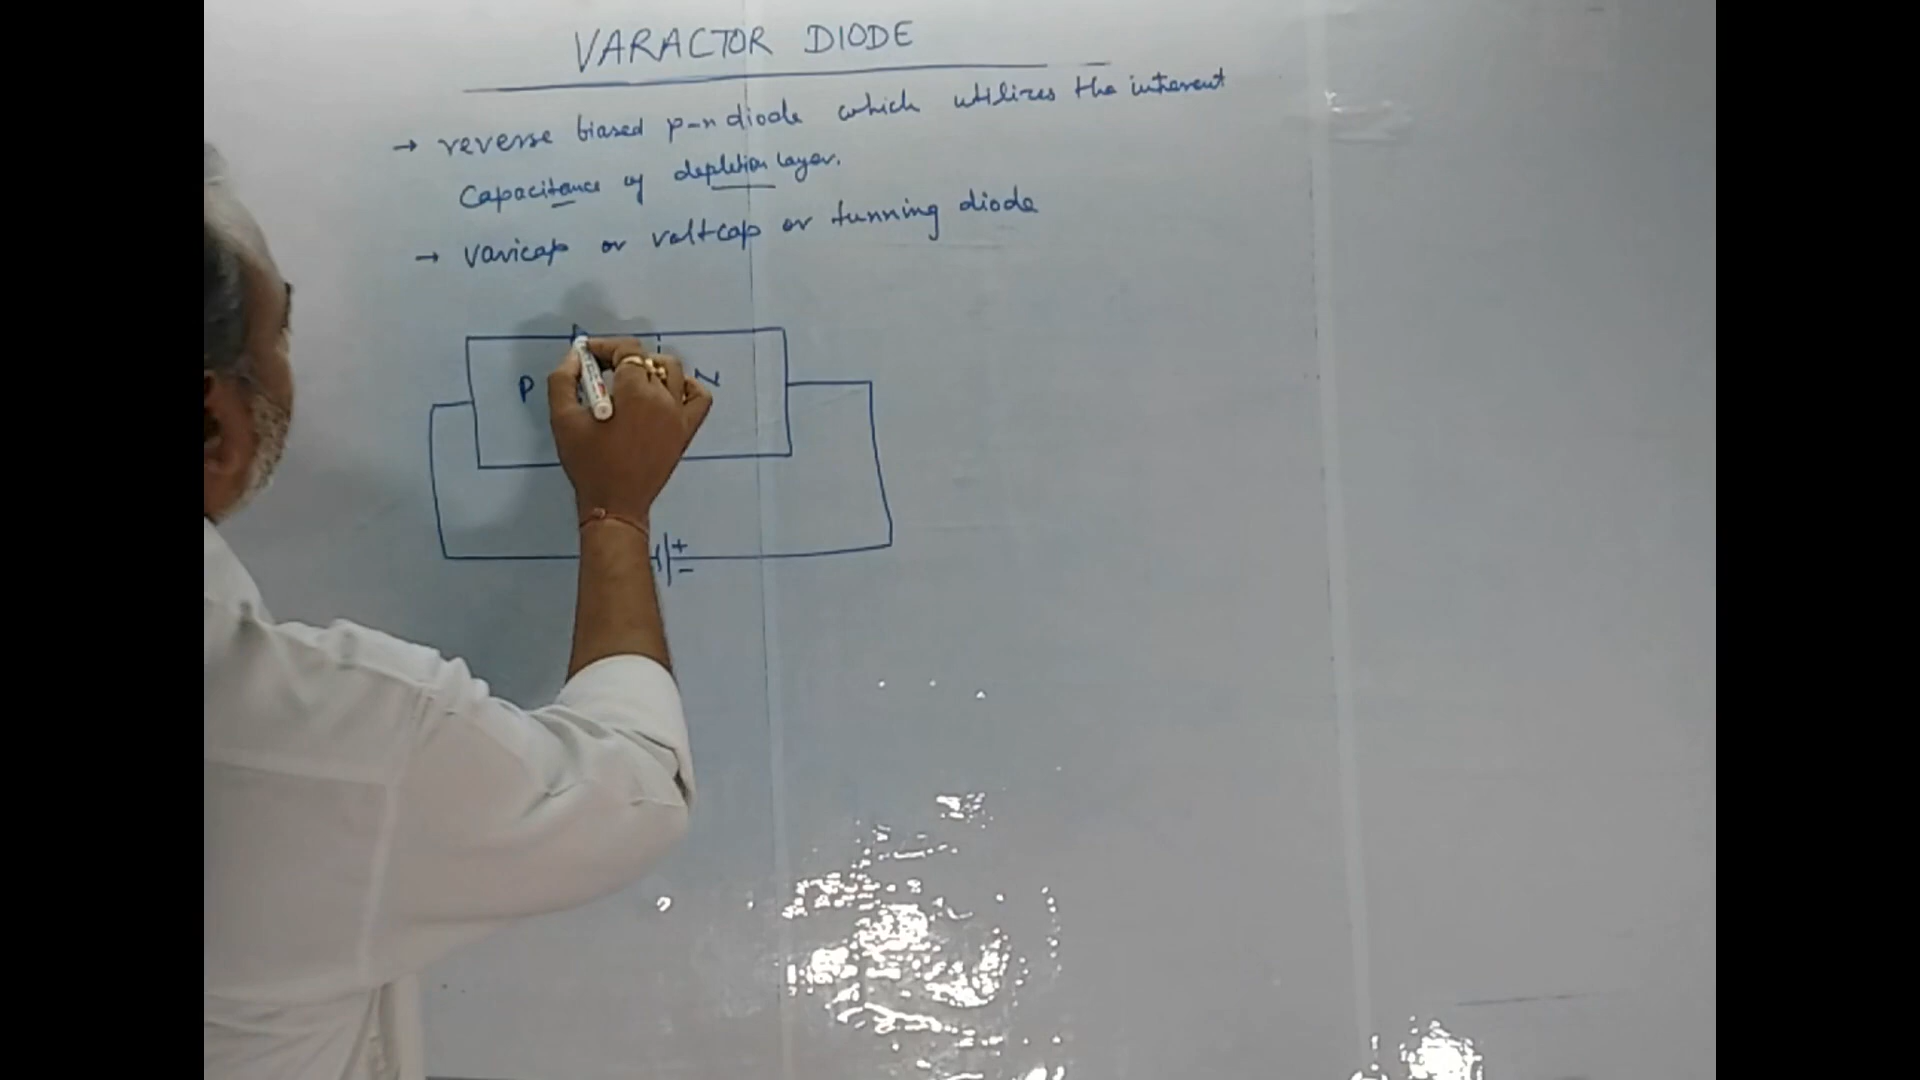 VARACTOR DIODE
→ reverse biased p-n diode which utilizes the inherent
Capacitance of depletion layer.
→ varicap or voltcap or tunning diode
P N
+
-